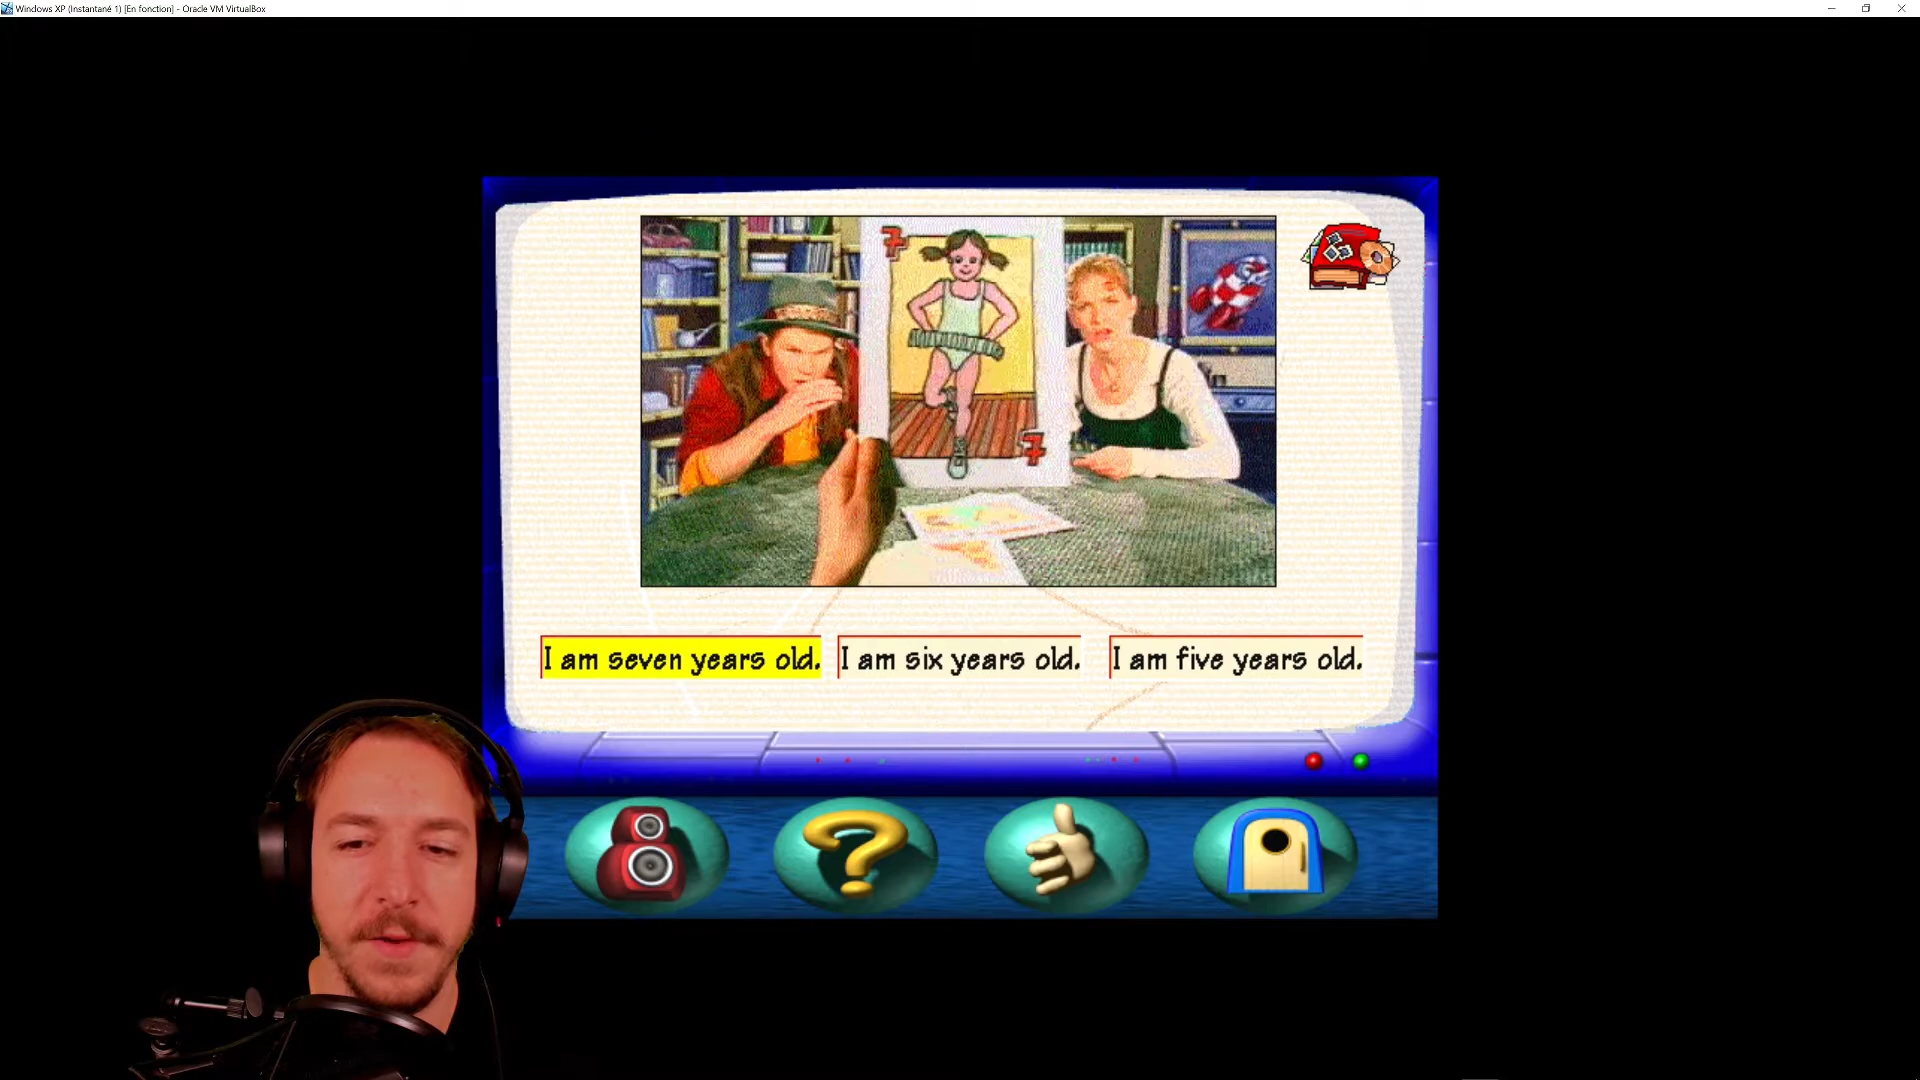 Windows XP (Instantané 1) [En fonction] - Oracle VM VirtualBox
7
7
I am seven years old.
I am six years old.
I am five years old.